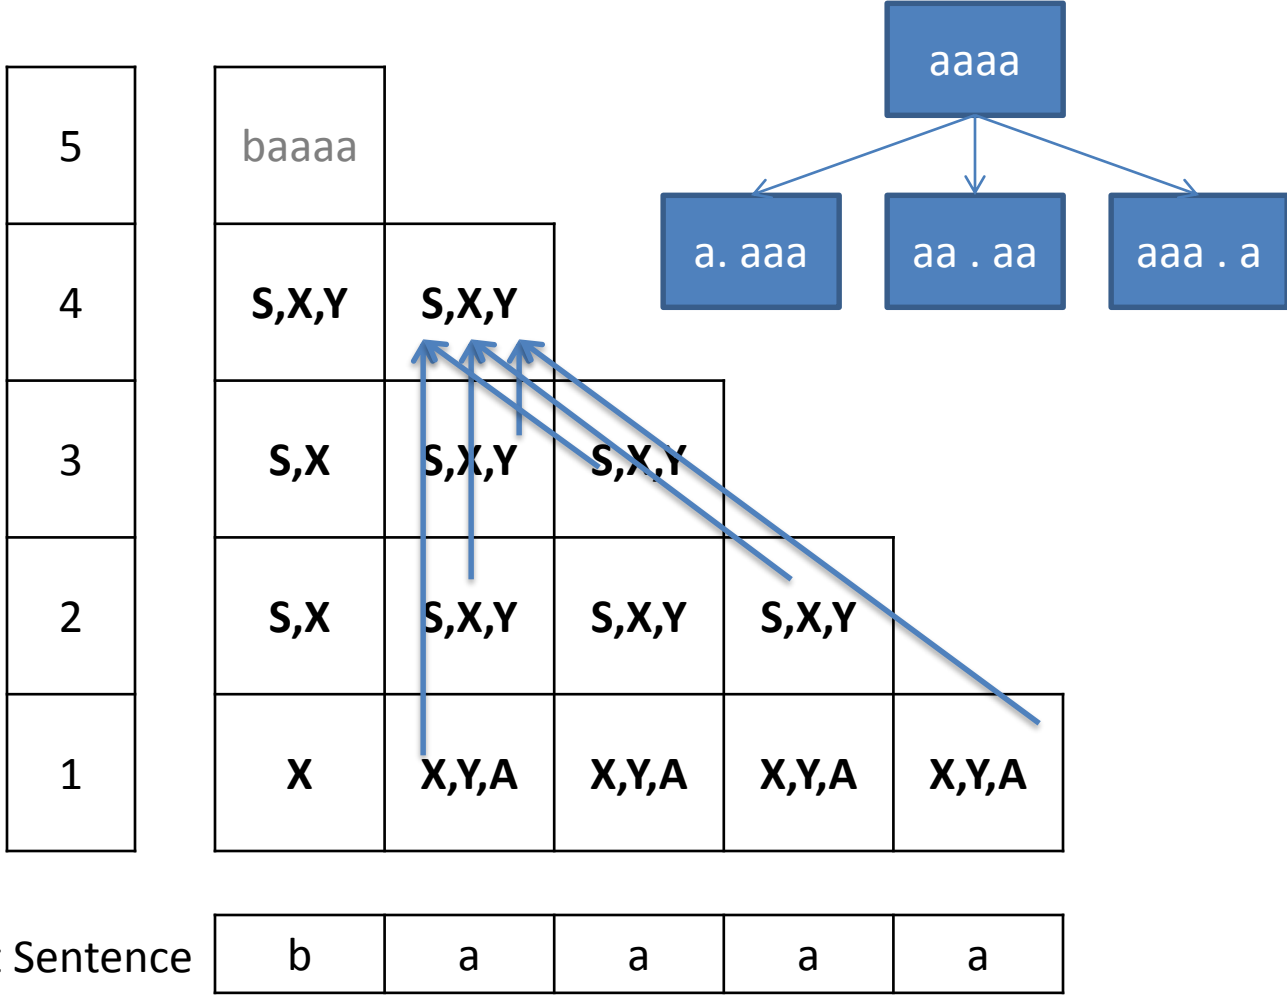 aaaa
a. aaa aa . aa aaa . a
5 baaaa
4 S,X,Y S,X,Y
3 S,X S,X,Y S,X,Y
2 S,X S,X,Y S,X,Y S,X,Y
1 X X,Y,A X,Y,A X,Y,A X,Y,A
Sentence b a a a a